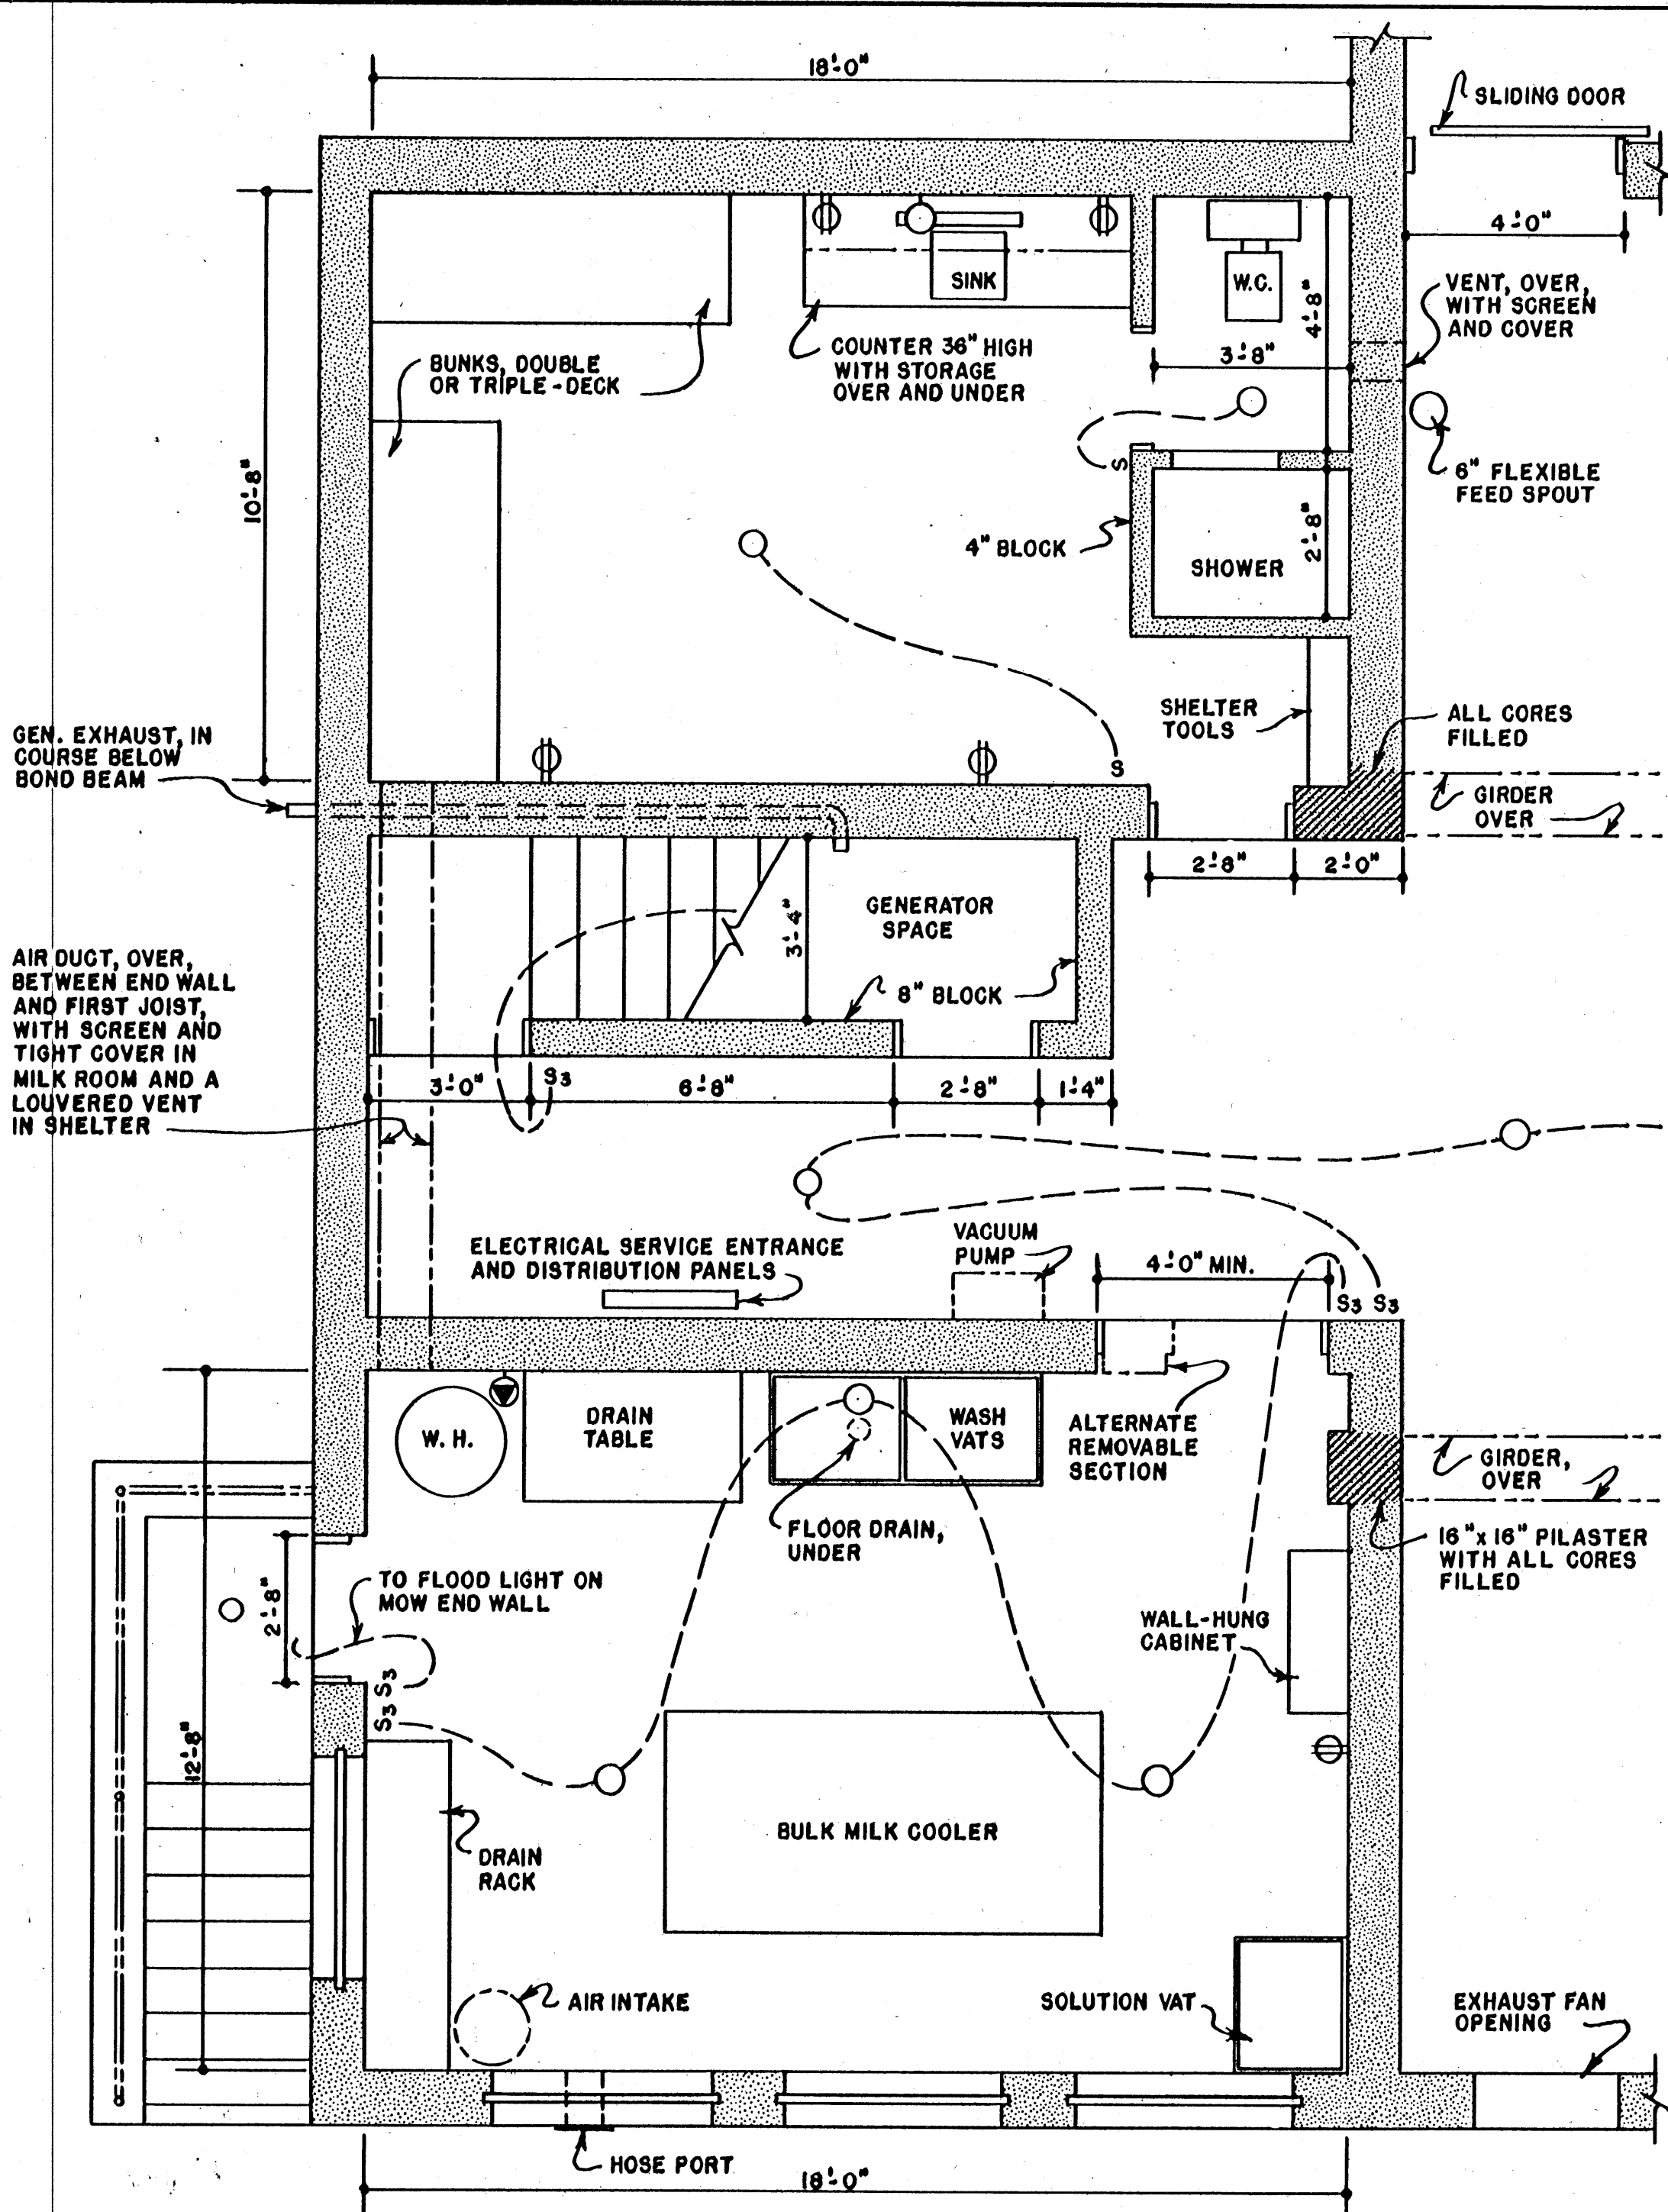 18'-0"
SLIDING DOOR
4'-0"
SINK
W.C.
4'-8"
VENT, OVER,
WITH SCREEN
AND COVER
BUNKS, DOUBLE
OR TRIPLE-DECK
COUNTER 36" HIGH
WITH STORAGE
OVER AND UNDER
3'-8"
10'-8"
S
6" FLEXIBLE
FEED SPOUT
4" BLOCK
2'-8"
SHOWER
SHELTER
TOOLS
ALL CORES
FILLED
GEN. EXHAUST, IN
COURSE BELOW
BOND BEAM
S
GIRDER
OVER
2'-8"
2'-0"
GENERATOR
SPACE
3'-4"
8" BLOCK
AIR DUCT, OVER,
BETWEEN END WALL
AND FIRST JOIST,
WITH SCREEN AND
TIGHT COVER IN
MILK ROOM AND A
LOUVERED VENT
IN SHELTER
3'-0"
S3
6'-8"
2'-8"
1'-4"
ELECTRICAL SERVICE ENTRANCE
AND DISTRIBUTION PANELS
VACUUM
PUMP
4'-0" MIN.
S3 S3
W. H.
DRAIN
TABLE
WASH
VATS
ALTERNATE
REMOVABLE
SECTION
GIRDER,
OVER
FLOOR DRAIN,
UNDER
16" x 16" PILASTER
WITH ALL CORES
FILLED
2'-8"
TO FLOOD LIGHT ON
MOW END WALL
WALL-HUNG
CABINET
S3 S3
S3
12'-8"
BULK MILK COOLER
DRAIN
RACK
AIR INTAKE
SOLUTION VAT
EXHAUST FAN
OPENING
HOSE PORT
18'-0"